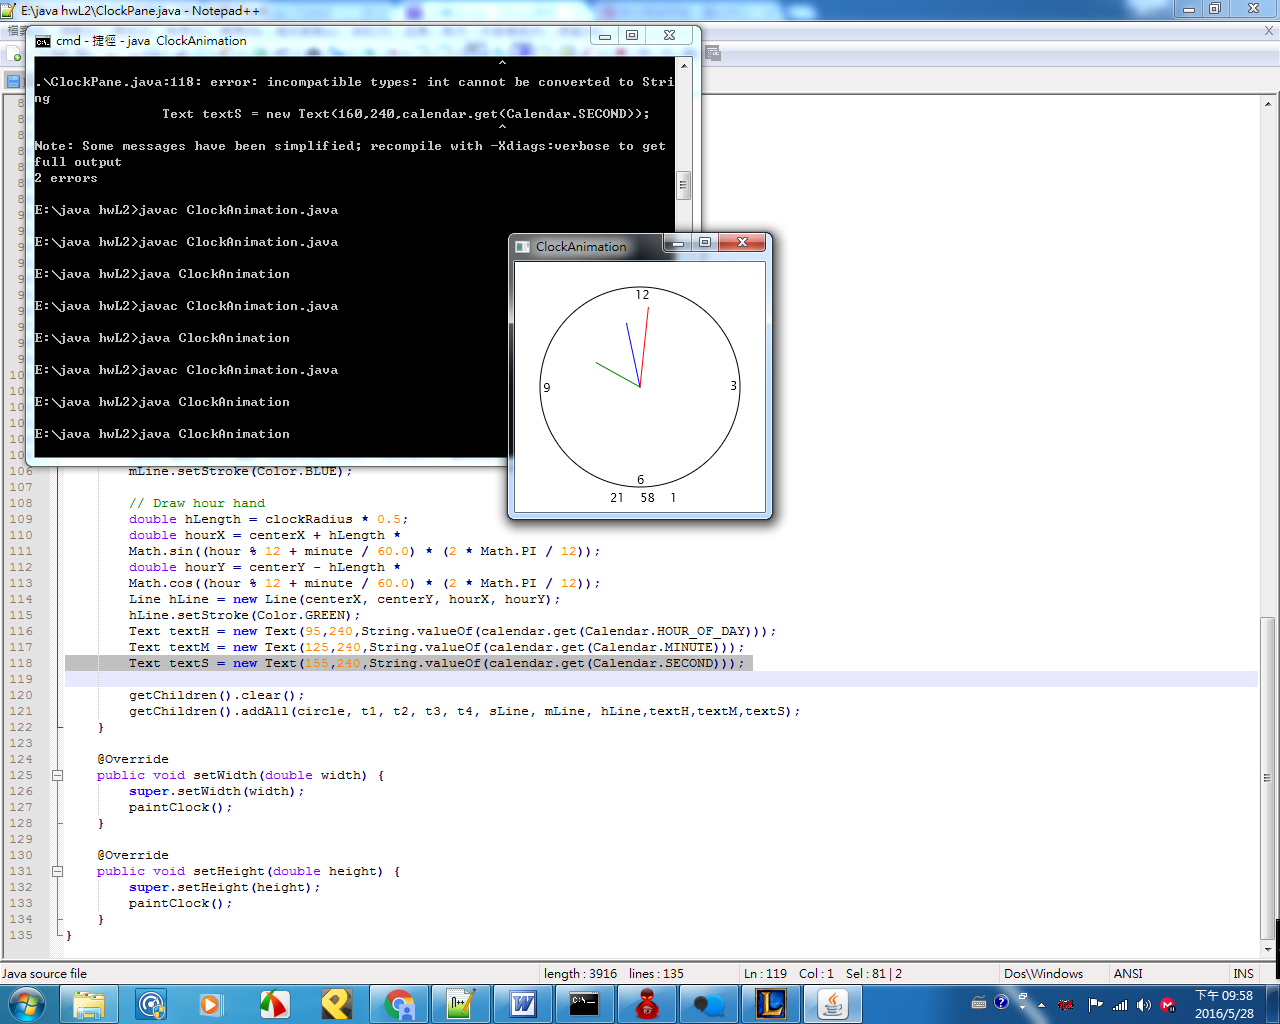 E:\java hwL2\ClockPane.java - Notepad++
cmd - 捷徑 - java ClockAnimation
^
.\ClockPane.java:118: error: incompatible types: int cannot be converted to Stri
ng
Text textS = new Text(160,240,calendar.get(Calendar.SECOND));
^
Note: Some messages have been simplified; recompile with -Xdiags:verbose to get
full output
2 errors
E:\java hwL2>javac ClockAnimation.java
E:\java hwL2>javac ClockAnimation.java
E:\java hwL2>java ClockAnimation
E:\java hwL2>javac ClockAnimation.java
E:\java hwL2>java ClockAnimation
E:\java hwL2>javac ClockAnimation.java
E:\java hwL2>java ClockAnimation
E:\java hwL2>java ClockAnimation
ClockAnimation
12
9
3
6
21 58 1
106 mLine.setStroke(Color.BLUE);
107
108 // Draw hour hand
109 double hLength = clockRadius * 0.5;
110 double hourX = centerX + hLength *
111 Math.sin((hour % 12 + minute / 60.0) * (2 * Math.PI / 12));
112 double hourY = centerY - hLength *
113 Math.cos((hour % 12 + minute / 60.0) * (2 * Math.PI / 12));
114 Line hLine = new Line(centerX, centerY, hourX, hourY);
115 hLine.setStroke(Color.GREEN);
116 Text textH = new Text(95,240,String.valueOf(calendar.get(Calendar.HOUR_OF_DAY)));
117 Text textM = new Text(125,240,String.valueOf(calendar.get(Calendar.MINUTE)));
118 Text textS = new Text(155,240,String.valueOf(calendar.get(Calendar.SECOND)));
119
120 getChildren().clear();
121 getChildren().addAll(circle, t1, t2, t3, t4, sLine, mLine, hLine,textH,textM,textS);
122 }
123
124 @Override
125 public void setWidth(double width) {
126 super.setWidth(width);
127 paintClock();
128 }
129
130 @Override
131 public void setHeight(double height) {
132 super.setHeight(height);
133 paintClock();
134 }
135 }
Java source file length : 3916 lines : 135 Ln : 119 Col : 1 Sel : 81 | 2 Dos\Windows ANSI INS
下午 09:58
2016/5/28